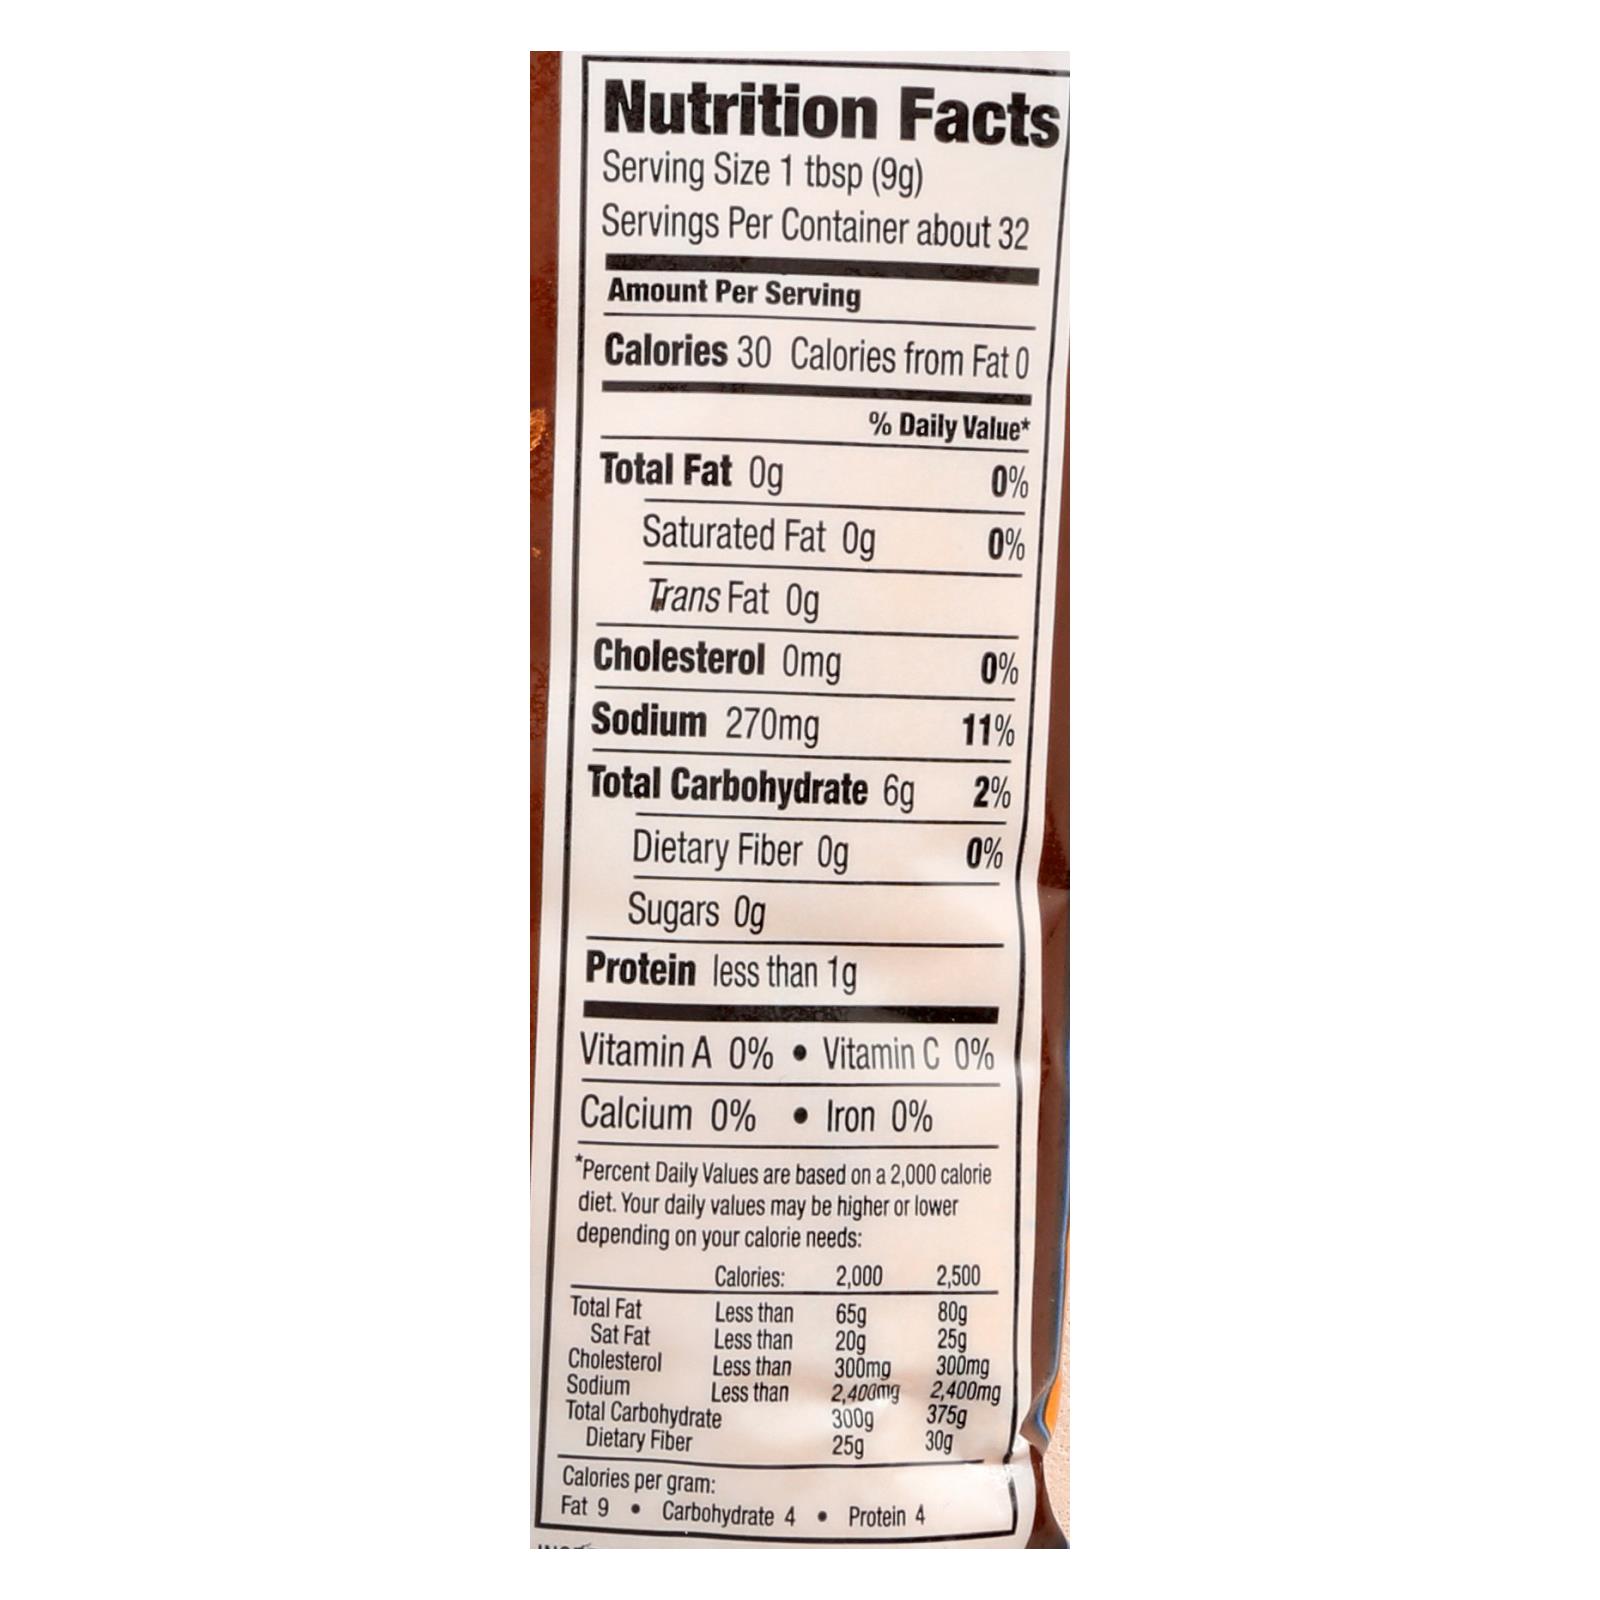 Nutrition Facts
Serving Size 1 tbsp (9g)
Servings Per Container about 32
Amount Per Serving
Calories 30 Calories from Fat 0
% Daily Value*
Total Fat 0g 0%
Saturated Fat 0g 0%
Trans Fat 0g
Cholesterol 0mg 0%
Sodium 270mg 11%
Total Carbohydrate 6g 2%
Dietary Fiber 0g 0%
Sugars 0g
Protein less than 1g
Vitamin A 0% • Vitamin C 0%
Calcium 0% • Iron 0%
*Percent Daily Values are based on a 2,000 calorie
diet. Your daily values may be higher or lower
depending on your calorie needs:
Calories: 2,000 2,500
Total Fat Less than 65g 80g
Sat Fat Less than 20g 25g
Cholesterol Less than 300mg 300mg
Sodium Less than 2,400mg 2,400mg
Total Carbohydrate 300g 375g
Dietary Fiber 25g 30g
Calories per gram:
Fat 9 • Carbohydrate 4 • Protein 4